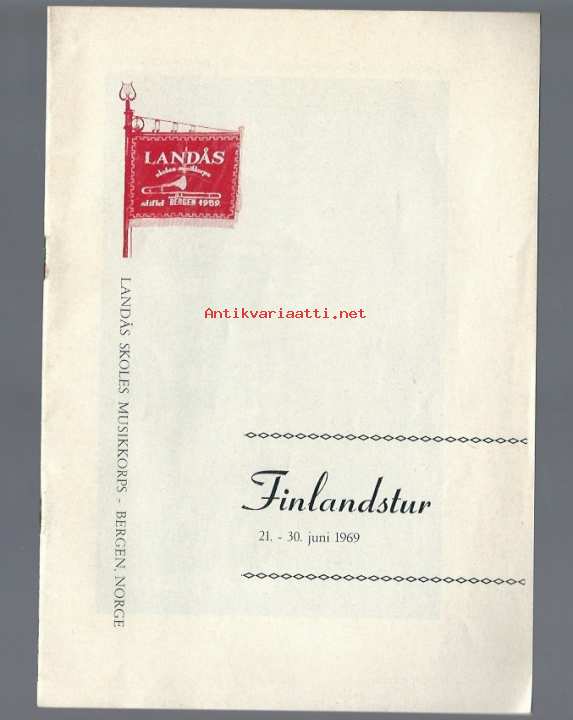 LANDÅS
skoles musikkorps
stiftet BERGEN 1959.
LANDÅS SKOLES MUSIKKORPS - BERGEN, NORGE
Antikvariaatti.net
Finlandstur
21. - 30. juni 1969